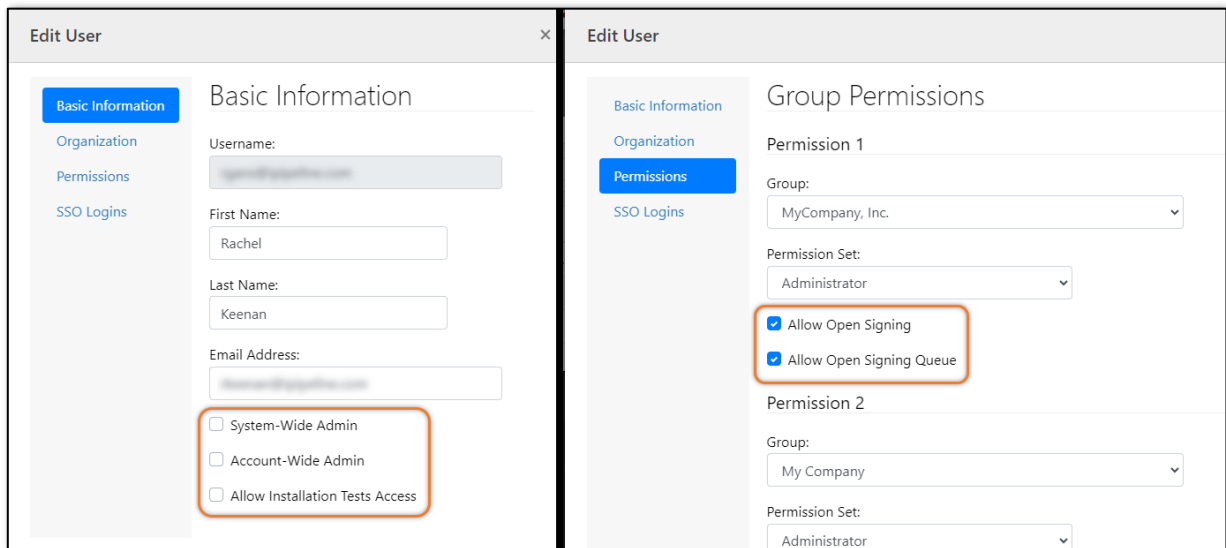 Edit User
×
Basic Information
Organization
Permissions
SSO Logins
Basic Information
Username:
First Name:
Rachel
Last Name:
Keenan
Email Address:
System-Wide Admin
Account-Wide Admin
Allow Installation Tests Access
Edit User
Basic Information
Organization
Permissions
SSO Logins
Group Permissions
Permission 1
Group:
MyCompany, Inc.
Permission Set:
Administrator
Allow Open Signing
Allow Open Signing Queue
Permission 2
Group:
My Company
Permission Set:
Administrator